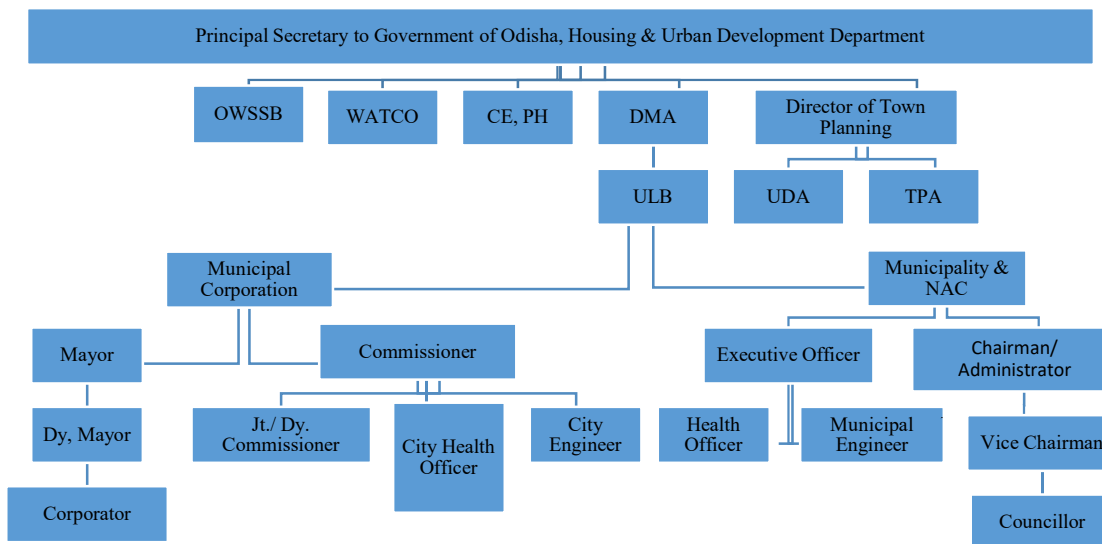 Principal Secretary to Government of Odisha, Housing & Urban Development Department
OWSSB
WATCO
CE, PH
DMA
Director of Town
Planning
ULB
UDA
TPA
Municipal
Corporation
Municipality &
NAC
Mayor
Commissioner
Executive Officer
Chairman/
Administrator
Dy, Mayor
Jt./ Dy.
Commissioner
City Health
Officer
City
Engineer
Health
Officer
Municipal
Engineer
Vice Chairman
Corporator
Councillor